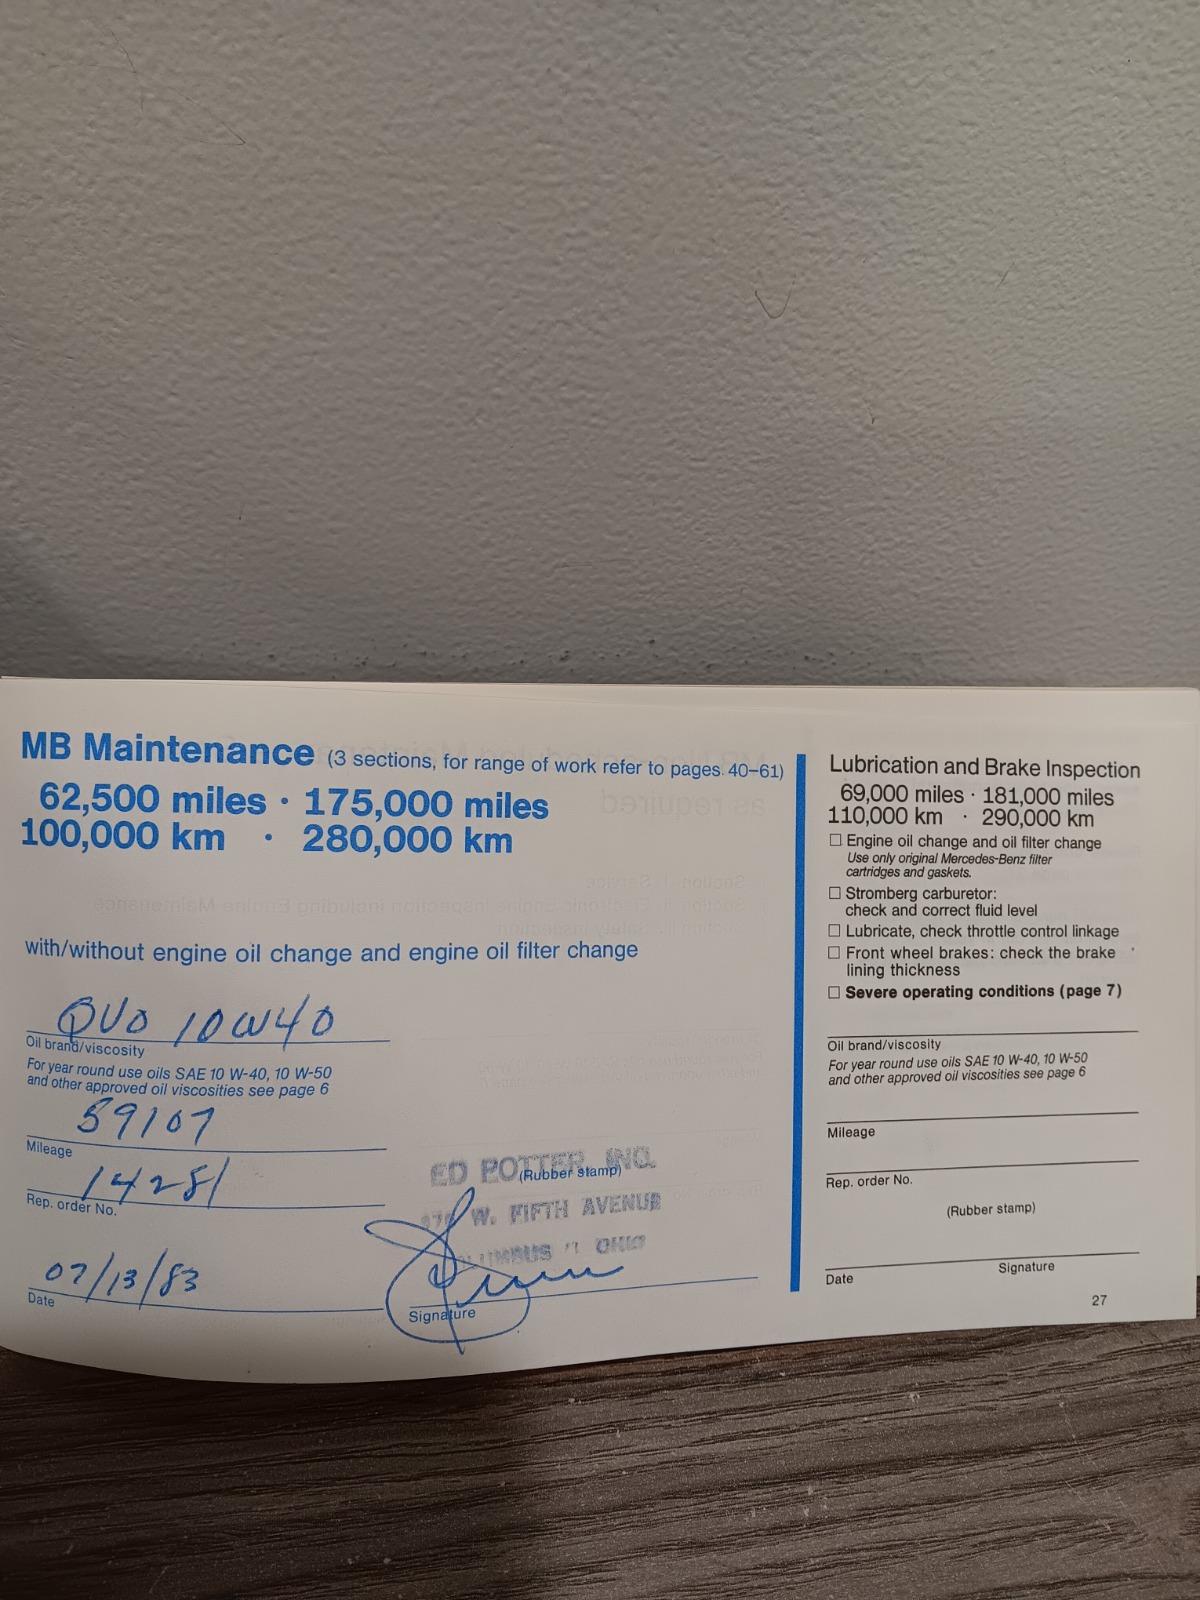 MB Maintenance (3 sections, for range of work refer to pages 40–61)
62,500 miles · 175,000 miles
100,000 km · 280,000 km
with/without engine oil change and engine oil filter change
QVO 10W40
Oil brand/viscosity
For year round use oils SAE 10 W-40, 10 W-50
and other approved oil viscosities see page 6
59107
Mileage
14281
Rep. order No.
ED POTTER, INC.
(Rubber stamp)
W. FIFTH AVENUE
OHIO
07/13/83
Date
Signature
Lubrication and Brake Inspection
69,000 miles · 181,000 miles
110,000 km · 290,000 km
☐ Engine oil change and oil filter change
Use only original Mercedes-Benz filter
cartridges and gaskets.
☐ Stromberg carburetor:
check and correct fluid level
☐ Lubricate, check throttle control linkage
☐ Front wheel brakes: check the brake
lining thickness
☐ Severe operating conditions (page 7)
Oil brand/viscosity
For year round use oils SAE 10 W-40, 10 W-50
and other approved oil viscosities see page 6
Mileage
Rep. order No.
(Rubber stamp)
Date
Signature
27